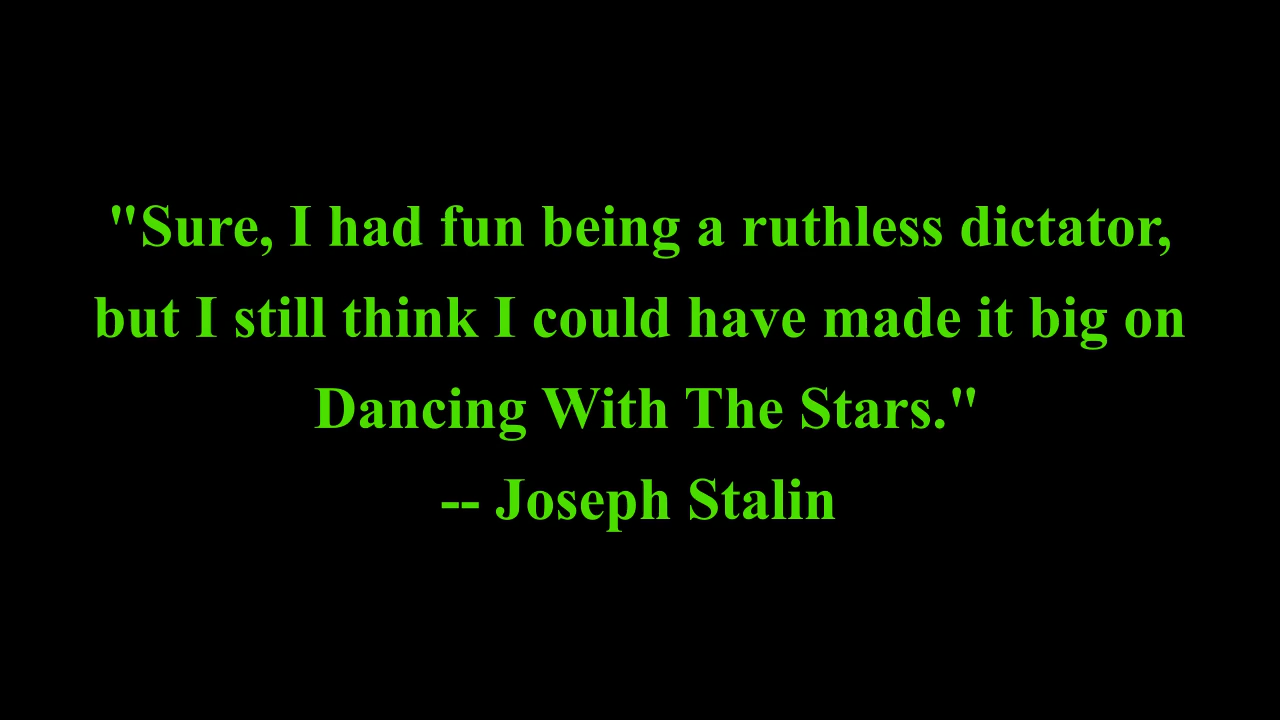 "Sure, I had fun being a ruthless dictator,
but I still think I could have made it big on
Dancing With The Stars."
-- Joseph Stalin